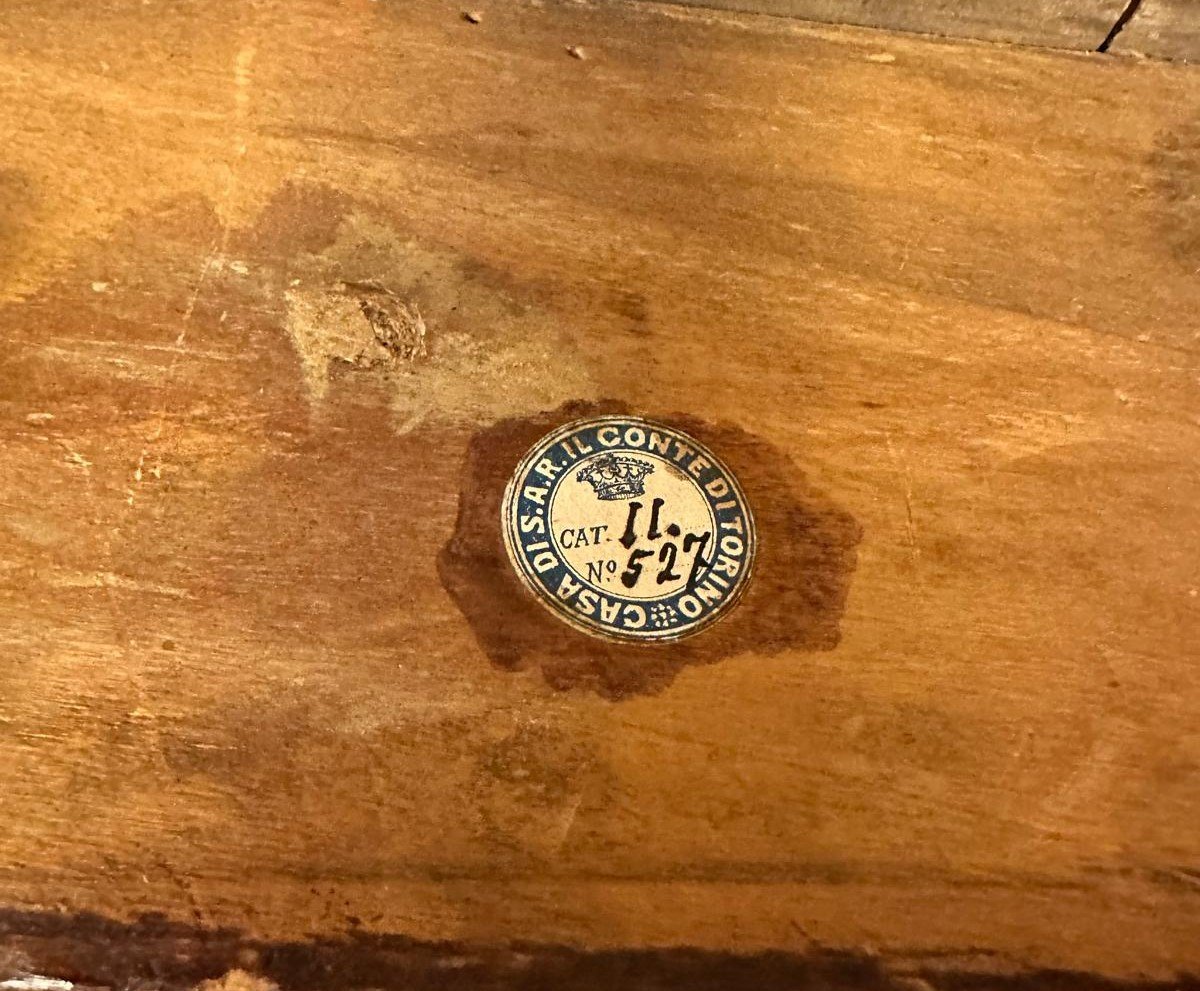 CASA DI S.A.R. IL CONTE DI TORINO
CAT. II.
Nº 527